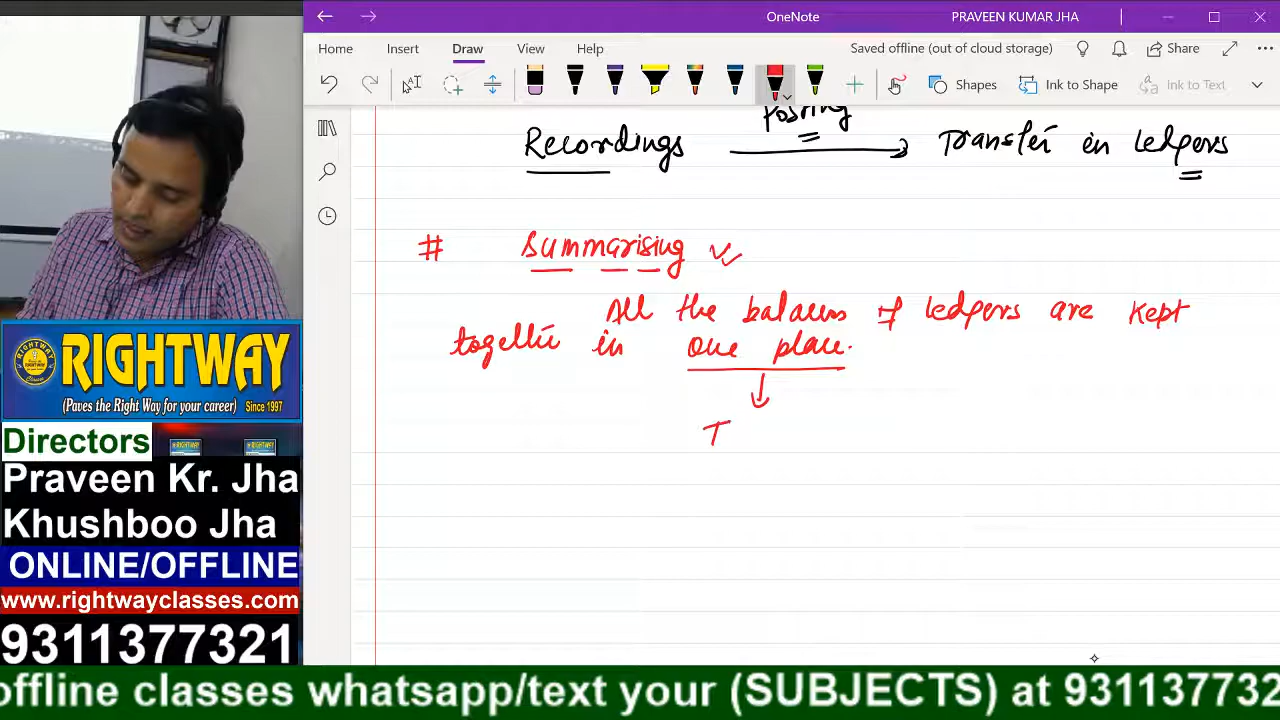 OneNote
PRAVEEN KUMAR JHA
Home Insert Draw View Help
Saved offline (out of cloud storage)
Share
Shapes
Ink to Shape
Ink to Text
Posting
Recordings Transfer in ledgers
# Summarising
All the balances of ledgers are kept
together in one place.
T
RIGHTWAY
(Paves the Right Way for your career) Since 1997
Directors
Praveen Kr. Jha
Khushboo Jha
ONLINE/OFFLINE
www.rightwayclasses.com
9311377321
offline classes whatsapp/text your (SUBJECTS) at 931137732